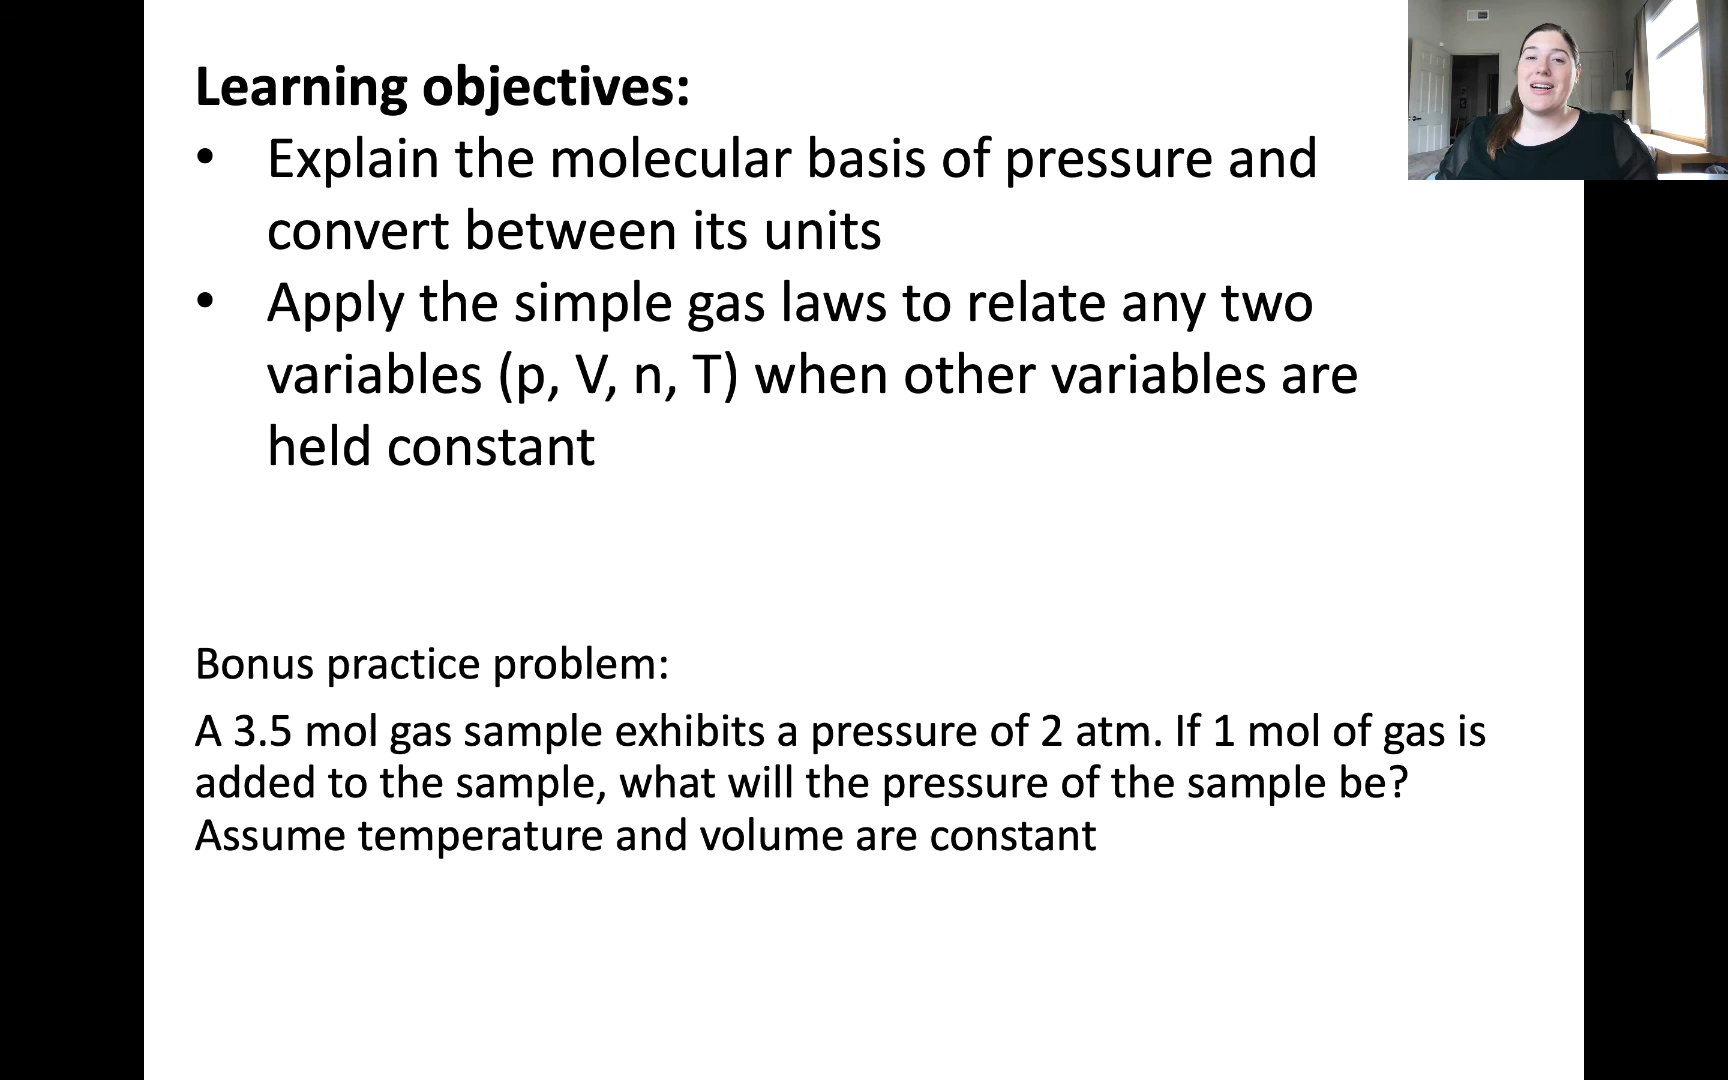 Learning objectives:
• Explain the molecular basis of pressure and
convert between its units
• Apply the simple gas laws to relate any two
variables (p, V, n, T) when other variables are
held constant
Bonus practice problem:
A 3.5 mol gas sample exhibits a pressure of 2 atm. If 1 mol of gas is
added to the sample, what will the pressure of the sample be?
Assume temperature and volume are constant